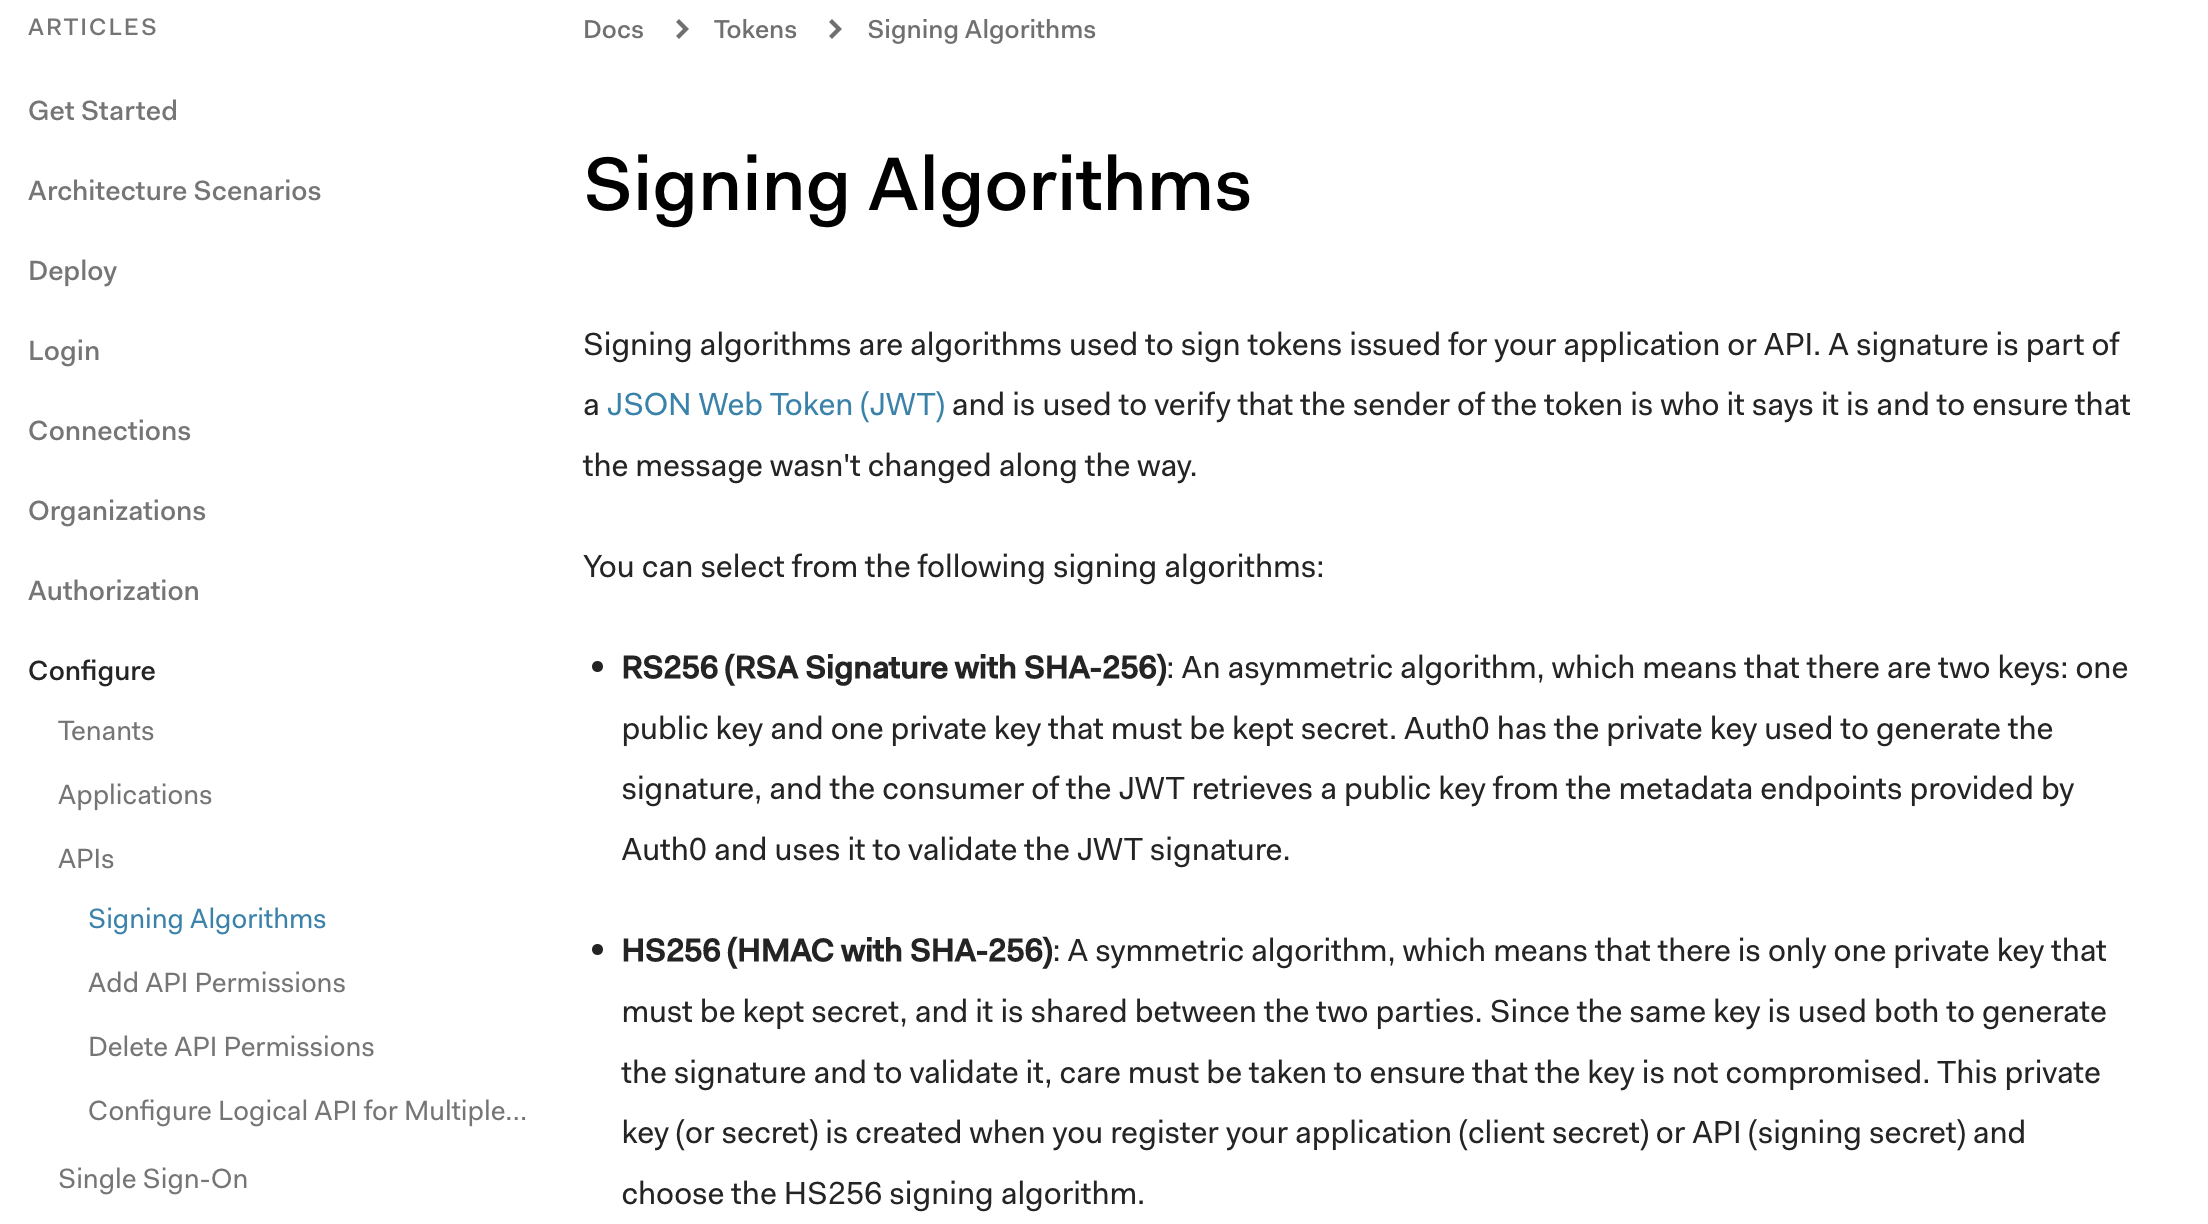 ARTICLES
Get Started
Architecture Scenarios
Deploy
Login
Connections
Organizations
Authorization
Configure
Tenants
Applications
APIs
Signing Algorithms
Add API Permissions
Delete API Permissions
Configure Logical API for Multiple...
Single Sign-On
Docs > Tokens > Signing Algorithms
Signing Algorithms
Signing algorithms are algorithms used to sign tokens issued for your application or API. A signature is part of
a JSON Web Token (JWT) and is used to verify that the sender of the token is who it says it is and to ensure that
the message wasn't changed along the way.
You can select from the following signing algorithms:
• RS256 (RSA Signature with SHA-256): An asymmetric algorithm, which means that there are two keys: one
public key and one private key that must be kept secret. Auth0 has the private key used to generate the
signature, and the consumer of the JWT retrieves a public key from the metadata endpoints provided by
Auth0 and uses it to validate the JWT signature.
• HS256 (HMAC with SHA-256): A symmetric algorithm, which means that there is only one private key that
must be kept secret, and it is shared between the two parties. Since the same key is used both to generate
the signature and to validate it, care must be taken to ensure that the key is not compromised. This private
key (or secret) is created when you register your application (client secret) or API (signing secret) and
choose the HS256 signing algorithm.